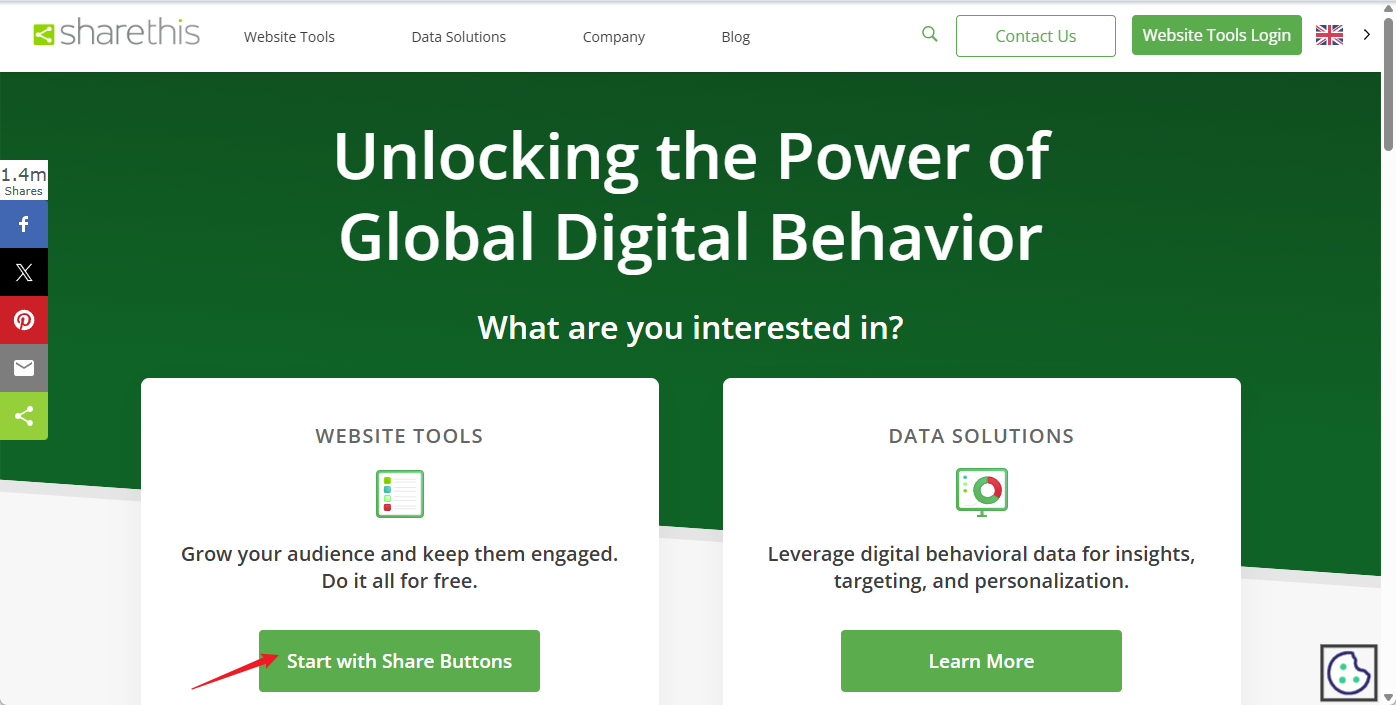 sharethis
Website Tools
Data Solutions
Company
Blog
Contact Us
Website Tools Login
Unlocking the Power of
Global Digital Behavior
1.4m
Shares
What are you interested in?
WEBSITE TOOLS
Grow your audience and keep them engaged.
Do it all for free.
Start with Share Buttons
DATA SOLUTIONS
Leverage digital behavioral data for insights,
targeting, and personalization.
Learn More